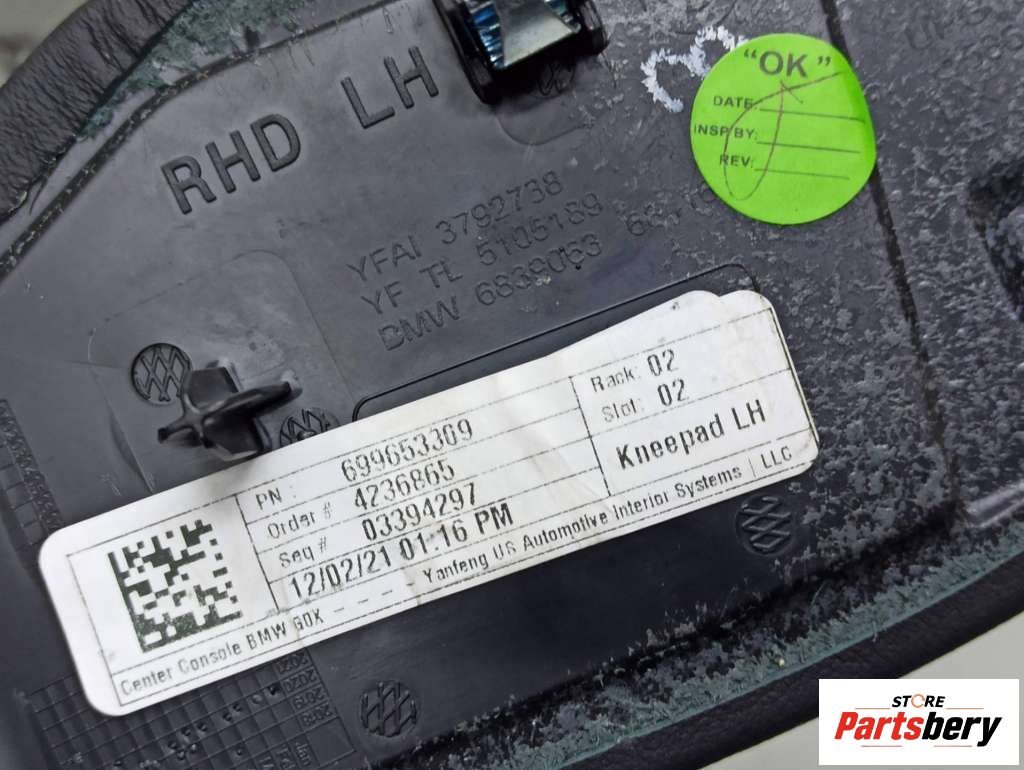 RHD LH
"OK"
DATE
INSP BY:
REV:
YFAI 3792738
YF TL 5105189
BMW 6839053
PN: 699653309
Order # 4236865
Seq # 03394297
12/02/21 01:16 PM
Rack: 02
Slot: 02
Kneepad LH
Yanfeng US Automotive Interior Systems | LLC
Center Console BMW G0X - - -
STORE
Partsbery